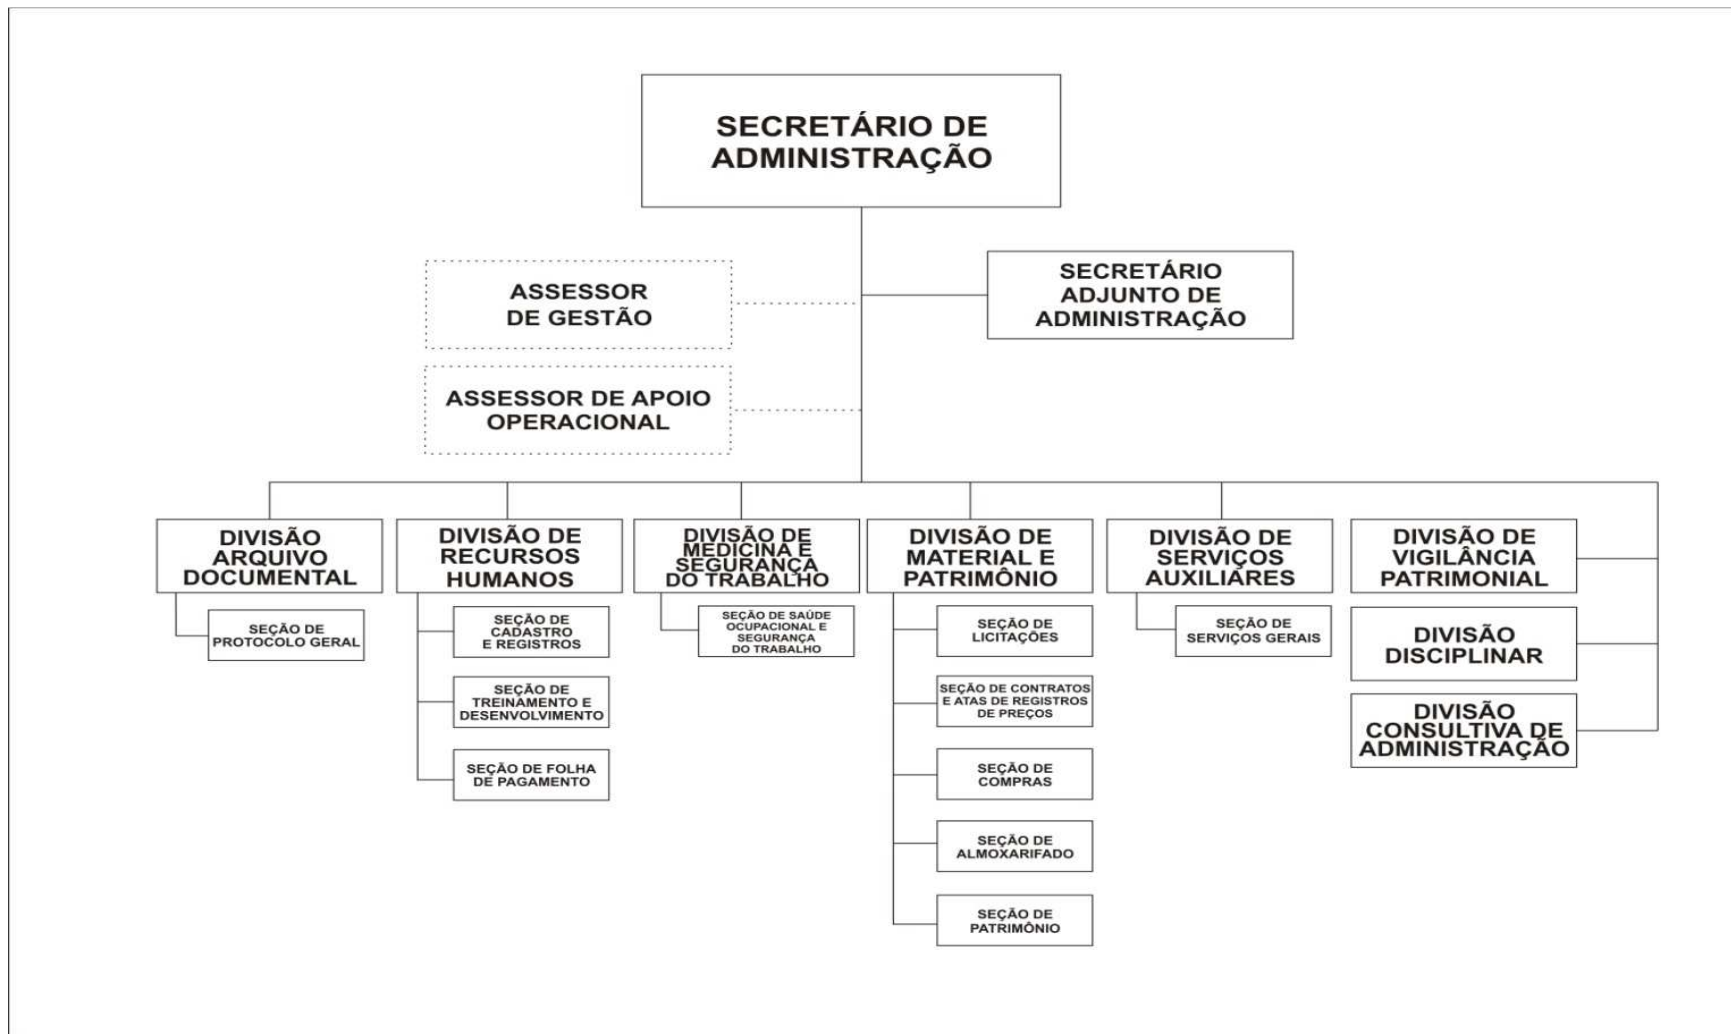 SECRETÁRIO DE
ADMINISTRAÇÃO
SECRETÁRIO
ADJUNTO DE
ADMINISTRAÇÃO
ASSESSOR
DE GESTÃO
ASSESSOR DE APOIO
OPERACIONAL
DIVISÃO
ARQUIVO
DOCUMENTAL
SEÇÃO DE
PROTOCOLO GERAL
DIVISÃO DE
RECURSOS
HUMANOS
SEÇÃO DE
CADASTRO
E REGISTROS
SEÇÃO DE
TREINAMENTO E
DESENVOLVIMENTO
SEÇÃO DE FOLHA
DE PAGAMENTO
DIVISÃO DE
MEDICINA E
SEGURANÇA
DO TRABALHO
SEÇÃO DE SAÚDE
OCUPACIONAL E
SEGURANÇA
DO TRABALHO
DIVISÃO DE
MATERIAL E
PATRIMÔNIO
SEÇÃO DE
LICITAÇÕES
SEÇÃO DE CONTRATOS
E ATAS DE REGISTROS
DE PREÇOS
SEÇÃO DE
COMPRAS
SEÇÃO DE
ALMOXARIFADO
SEÇÃO DE
PATRIMÔNIO
DIVISÃO DE
SERVIÇOS
AUXILIARES
SEÇÃO DE
SERVIÇOS GERAIS
DIVISÃO DE
VIGILÂNCIA
PATRIMONIAL
DIVISÃO
DISCIPLINAR
DIVISÃO
CONSULTIVA DE
ADMINISTRAÇÃO